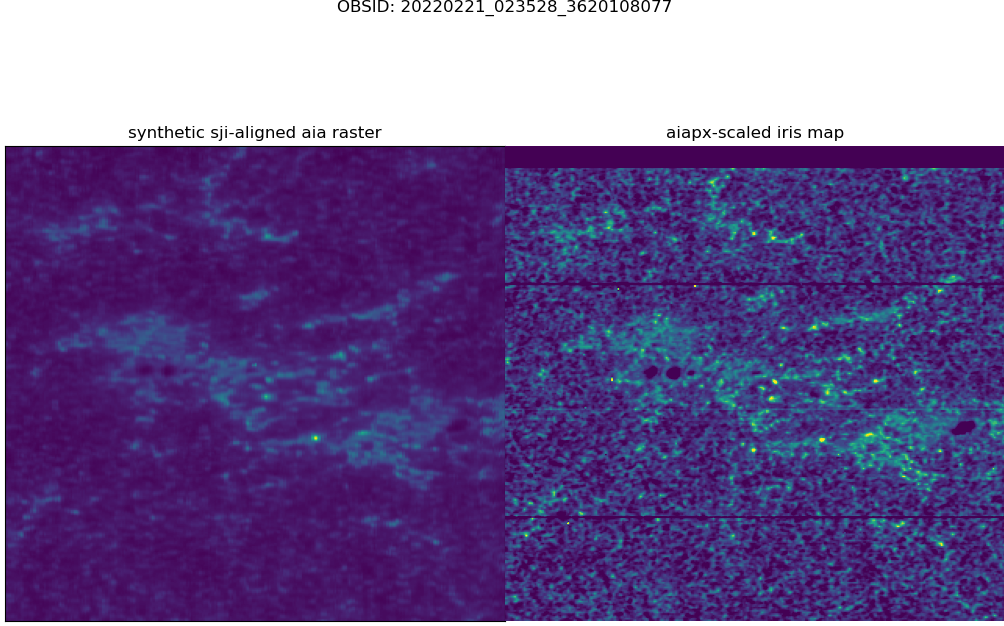 OBSID: 20220221_023528_3620108077
synthetic sji-aligned aia raster
aiapx-scaled iris map